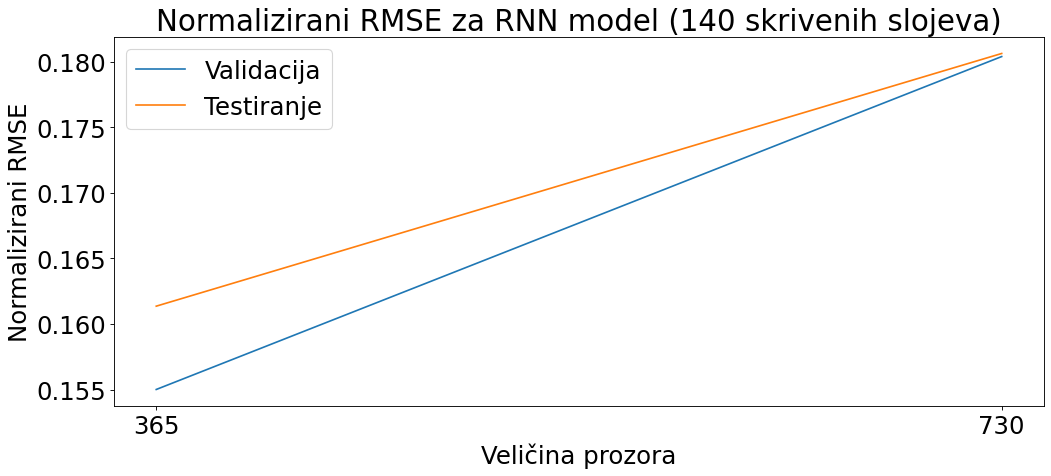 Normalizirani RMSE za RNN model (140 skrivenih slojeva)
Validacija
Testiranje
Normalizirani RMSE
0.180
0.175
0.170
0.165
0.160
0.155
365
730
Veličina prozora